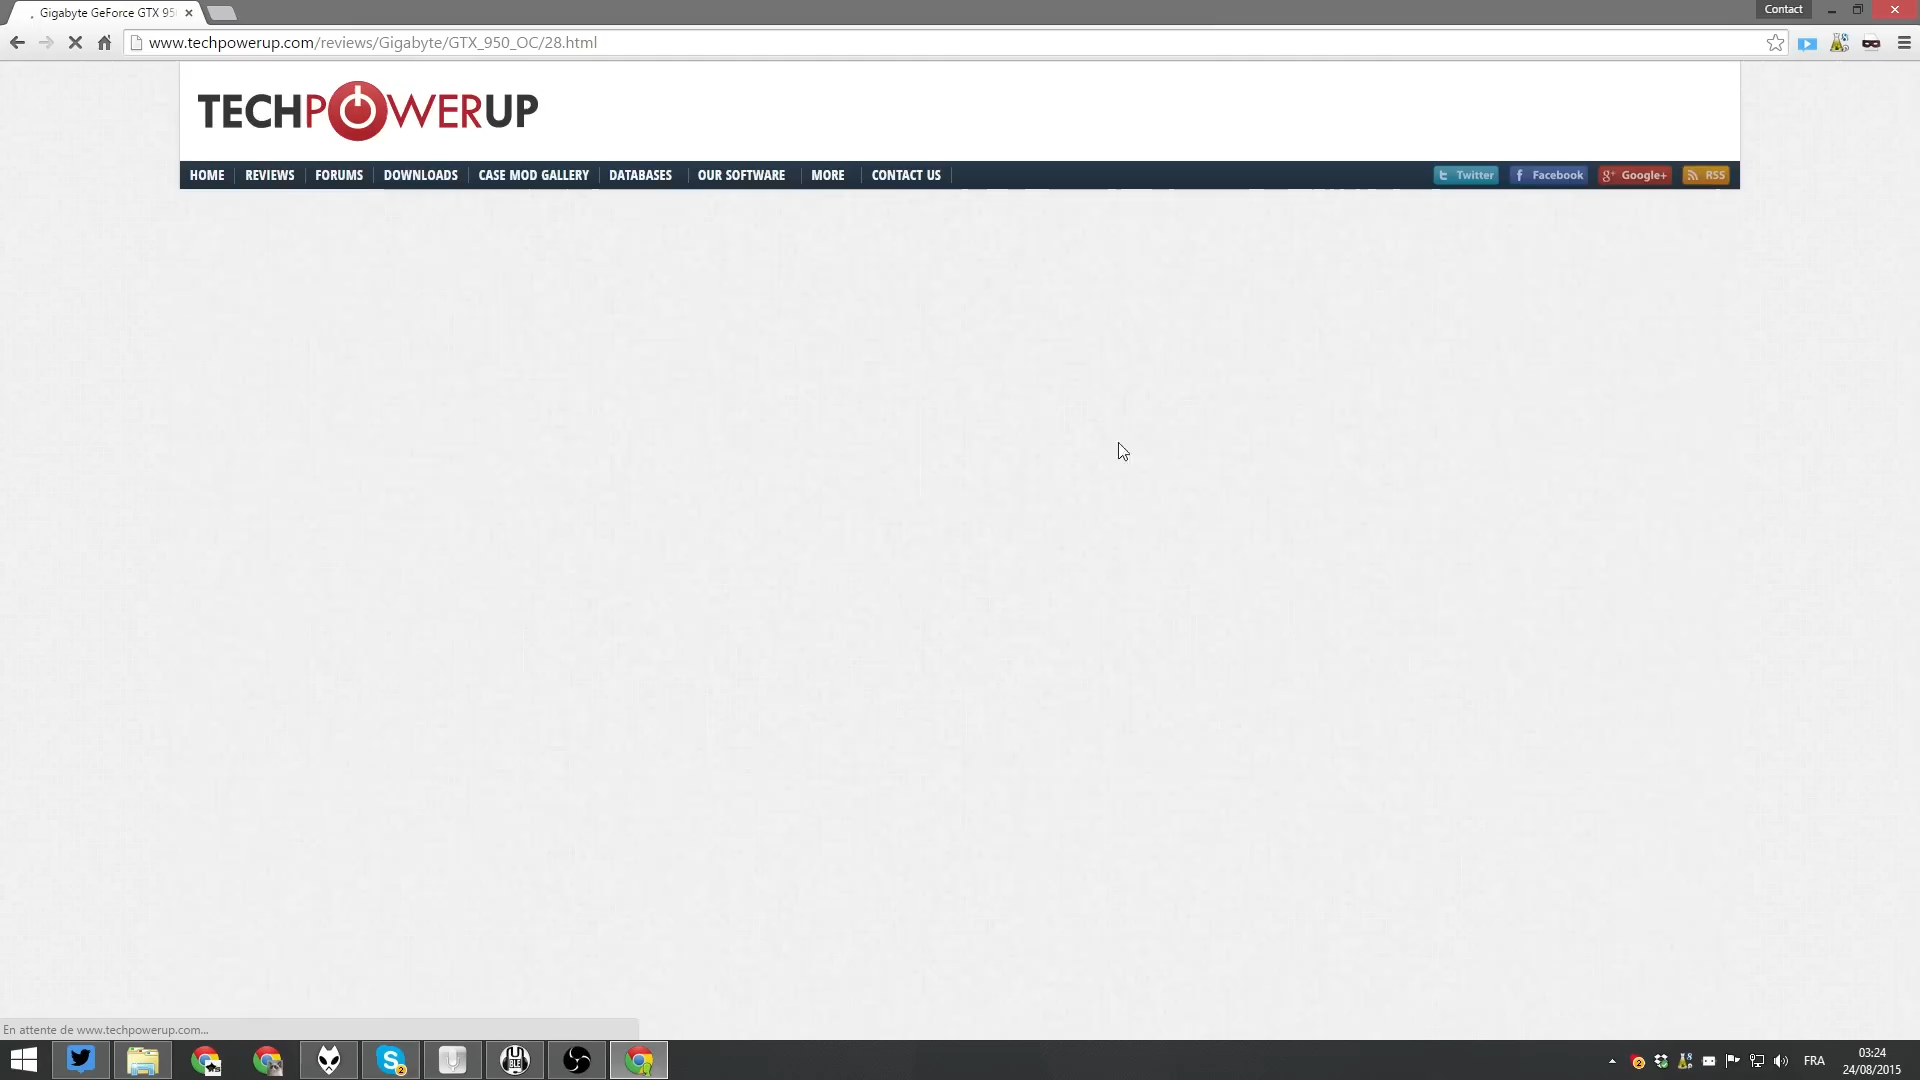 Gigabyte GeForce GTX 95
Contact
www.techpowerup.com/reviews/Gigabyte/GTX_950_OC/28.html
TECHPOWERUP
HOME REVIEWS FORUMS DOWNLOADS CASE MOD GALLERY DATABASES OUR SOFTWARE MORE CONTACT US Twitter Facebook Google+ RSS
En attente de www.techpowerup.com...
03:24
FRA
24/08/2015